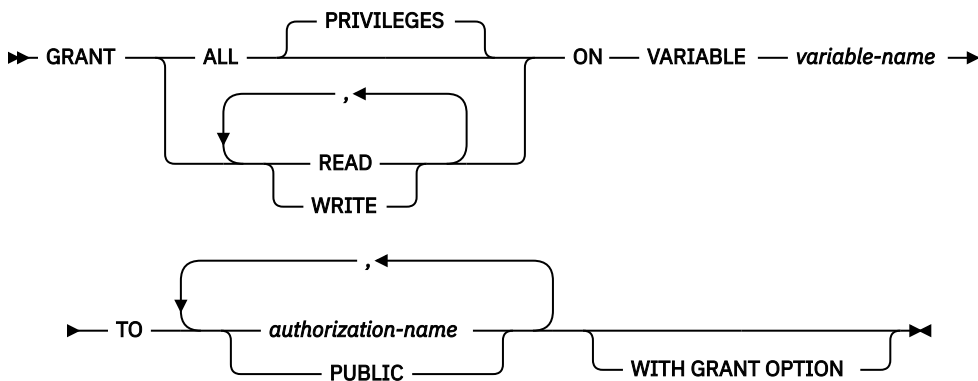 PRIVILEGES
GRANT ALL ON VARIABLE variable-name
,
READ
WRITE
,
TO authorization-name
PUBLIC
WITH GRANT OPTION